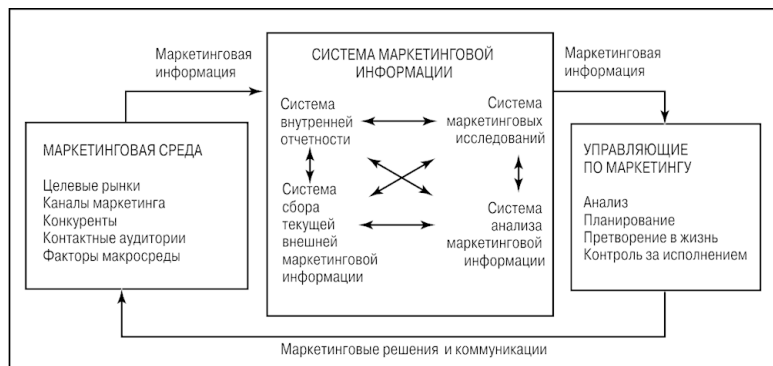 Маркетинговая
информация
СИСТЕМА МАРКЕТИНГОВОЙ
ИНФОРМАЦИИ
Маркетинговая
информация
МАРКЕТИНГОВАЯ СРЕДА
Целевые рынки
Каналы маркетинга
Конкуренты
Контактные аудитории
Факторы макросреды
Система
внутренней
отчетности
Система
маркетинговых
исследований
Система
сбора
текущей
внешней
маркетинговой
информации
Система
анализа
маркетинговой
информации
УПРАВЛЯЮЩИЕ
ПО МАРКЕТИНГУ
Анализ
Планирование
Претворение в жизнь
Контроль за исполнением
Маркетинговые решения и коммуникации